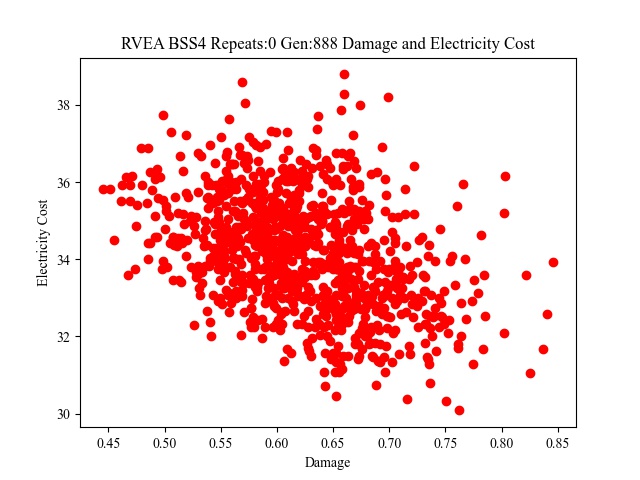 RVEA BSS4 Repeats:0 Gen:888 Damage and Electricity Cost
38
36
34
32
30
Electricity Cost
0.45 0.50 0.55 0.60 0.65 0.70 0.75 0.80 0.85
Damage